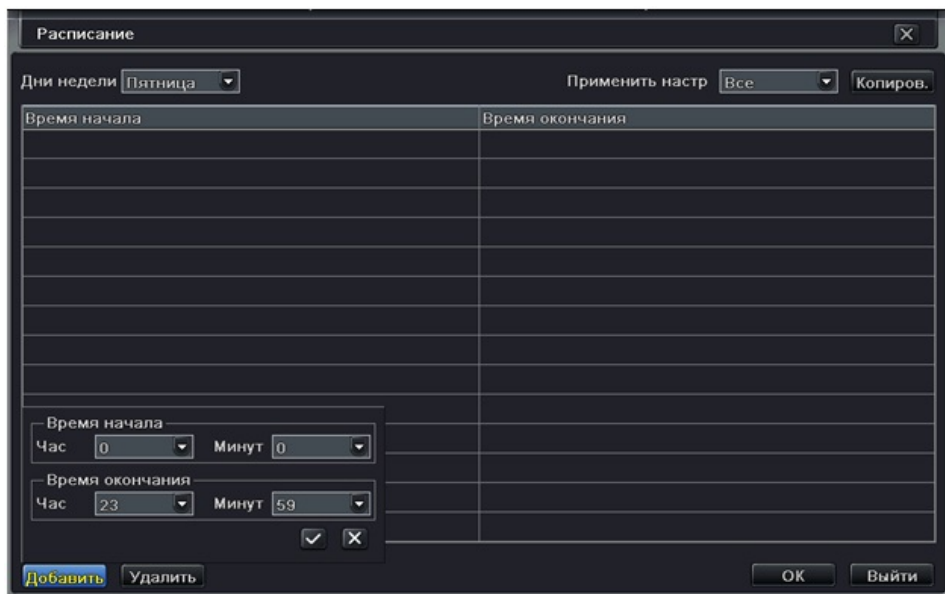 Расписание
Дни недели Пятница Применить настр Все Копиров.
Время начала Время окончания
Время начала
Час 0 Минут 0
Время окончания
Час 23 Минут 59
Добавить Удалить ОК Выйти